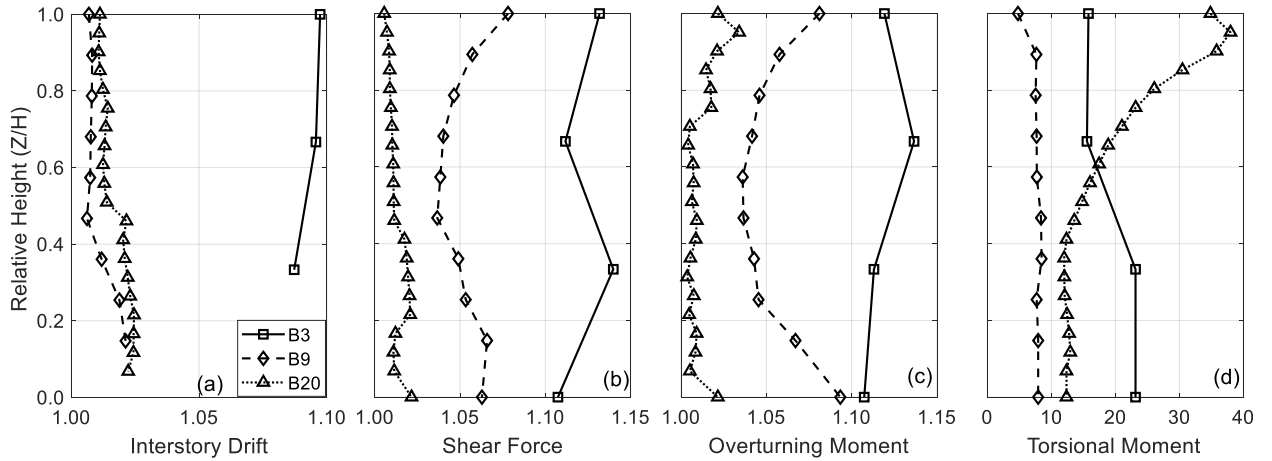 Relative Height (Z/H)
1.0
0.8
0.6
0.4
0.2
0.0
B3
B9
B20
(a)
1.00 1.05 1.10
Interstory Drift
(b)
1.00 1.05 1.10 1.15
Shear Force
(c)
1.00 1.05 1.10 1.15
Overturning Moment
(d)
0 10 20 30 40
Torsional Moment